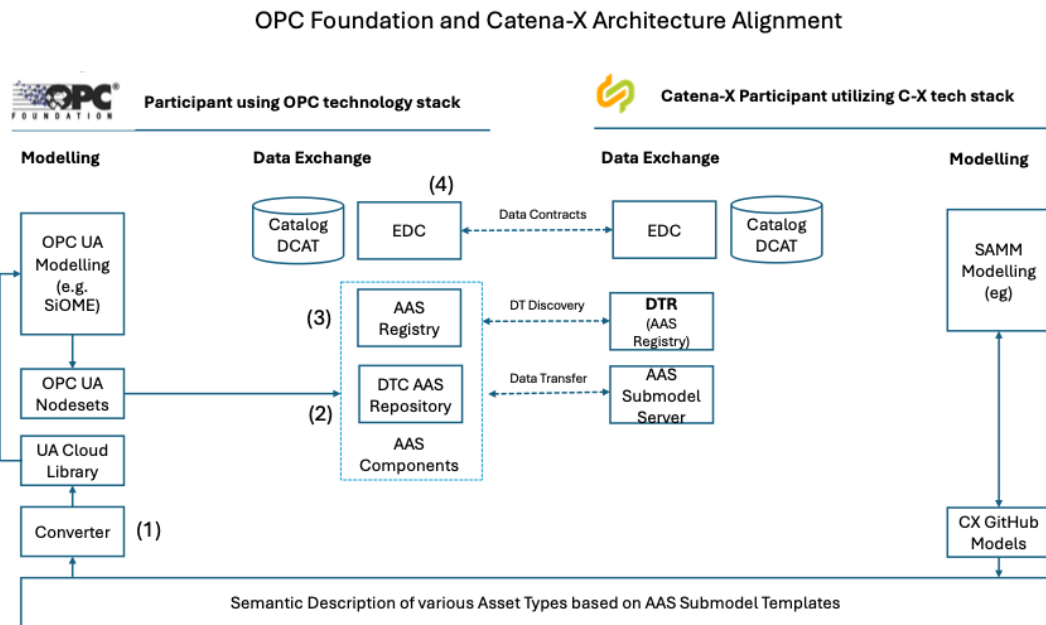 OPC Foundation and Catena-X Architecture Alignment
OPC®
FOUNDATION
Participant using OPC technology stack
Catena-X Participant utilizing C-X tech stack
Modelling
Data Exchange
Data Exchange
Modelling
(4)
Catalog
DCAT
EDC
Data Contracts
EDC
Catalog
DCAT
OPC UA
Modelling
(e.g.
SiOME)
SAMM
Modelling
(eg)
(3)
AAS
Registry
DT Discovery
DTR
(AAS
Registry)
OPC UA
Nodesets
(2)
DTC AAS
Repository
Data Transfer
AAS
Submodel
Server
AAS
Components
UA Cloud
Library
Converter
(1)
CX GitHub
Models
Semantic Description of various Asset Types based on AAS Submodel Templates